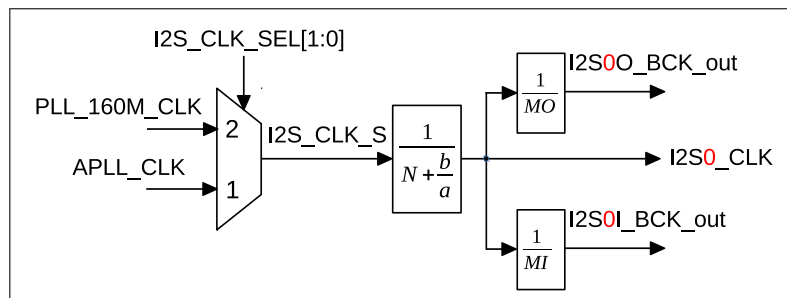 I2S_CLK_SEL[1:0]
I2S0O_BCK_out
1
MO
PLL_160M_CLK
2
I2S_CLK_S
1
N + b
a
I2S0_CLK
APLL_CLK
1
I2S0I_BCK_out
1
MI